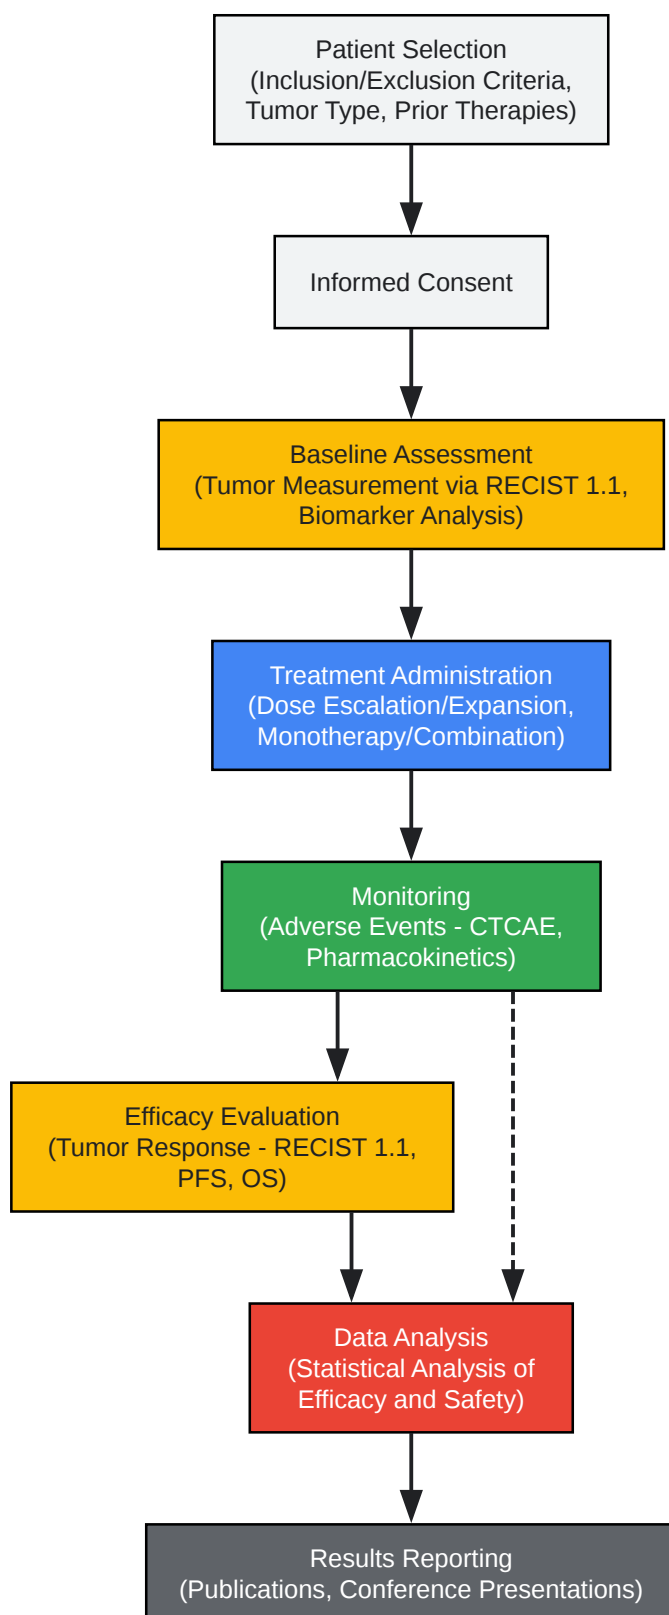 Patient Selection
(Inclusion/Exclusion Criteria,
Tumor Type, Prior Therapies)
Informed Consent
Baseline Assessment
(Tumor Measurement via RECIST 1.1,
Biomarker Analysis)
Treatment Administration
(Dose Escalation/Expansion,
Monotherapy/Combination)
Monitoring
(Adverse Events - CTCAE,
Pharmacokinetics)
Efficacy Evaluation
(Tumor Response - RECIST 1.1,
PFS, OS)
Data Analysis
(Statistical Analysis of
Efficacy and Safety)
Results Reporting
(Publications, Conference Presentations)